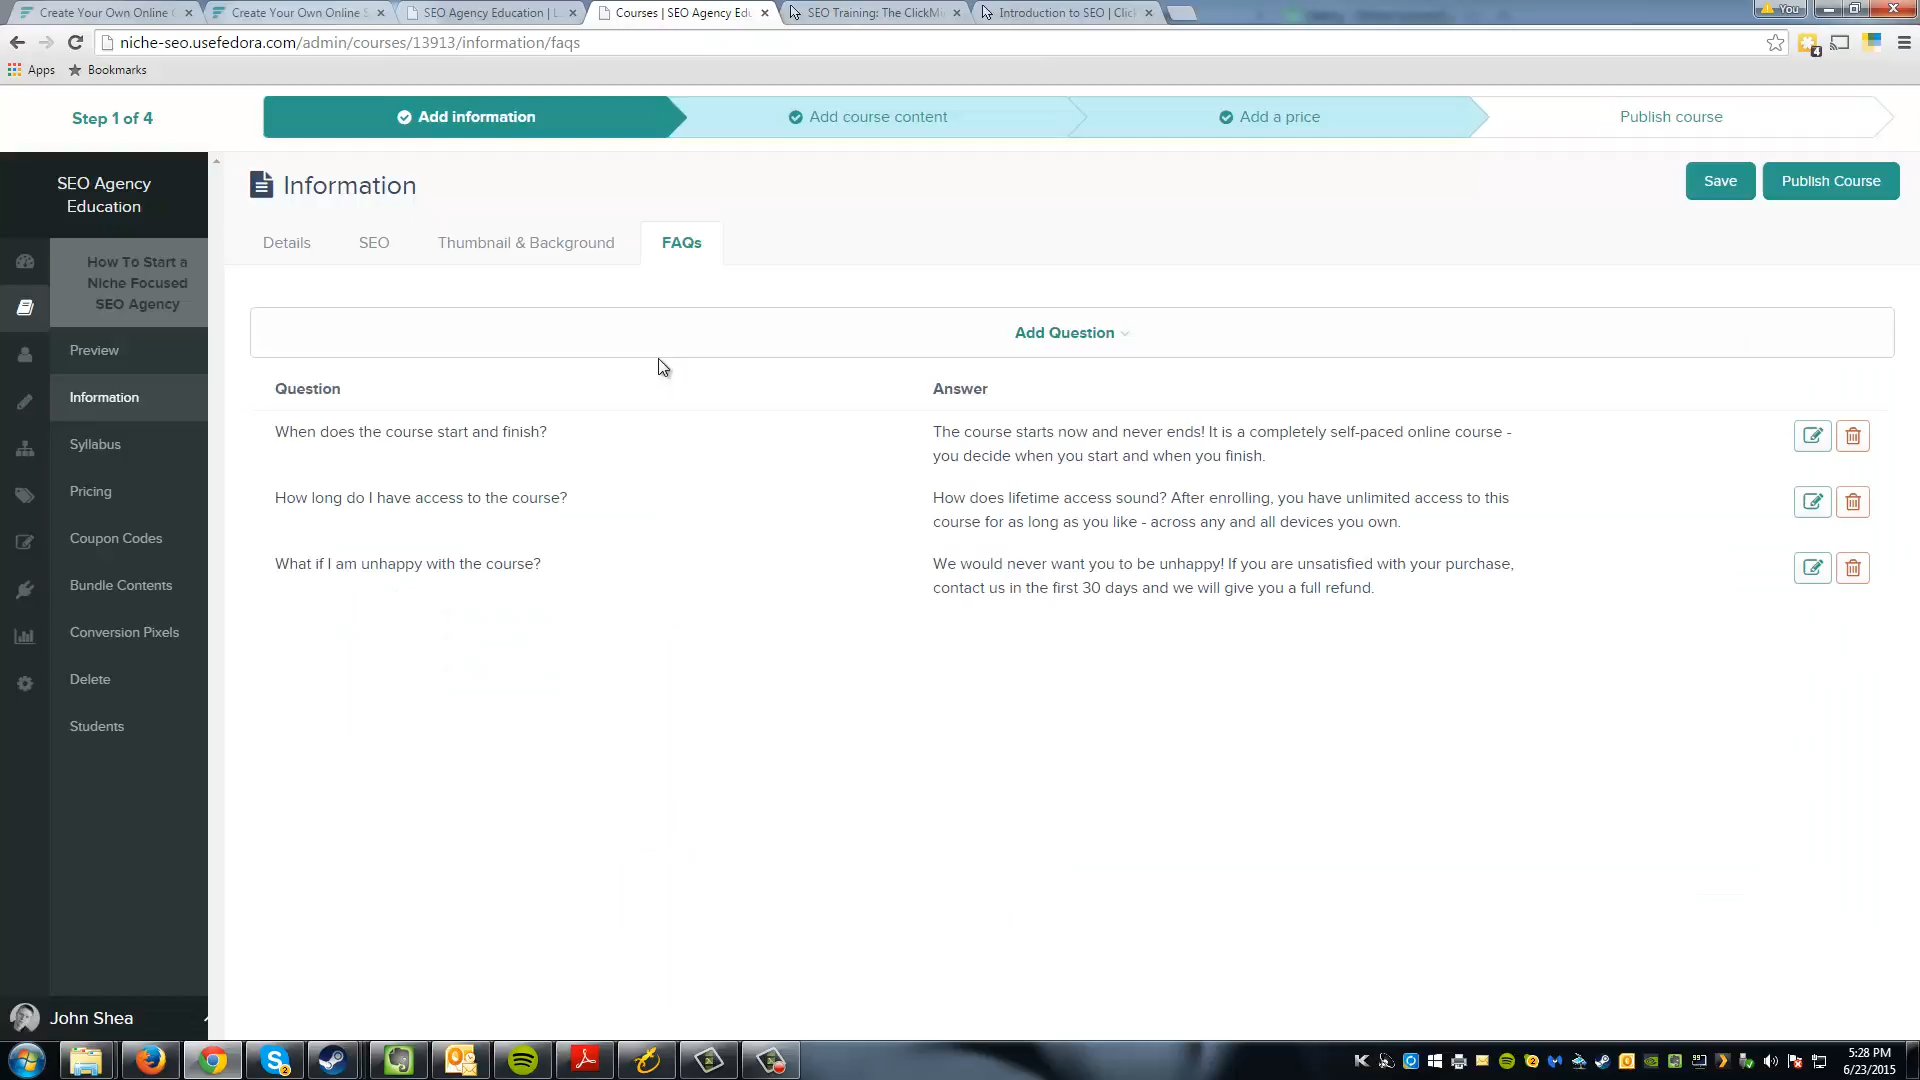 Create Your Own Online
Create Your Own Online S
SEO Agency Education | L
Courses | SEO Agency Edu
SEO Training: The ClickMi
Introduction to SEO | Click
You
niche-seo.usefedora.com/admin/courses/13913/information/faqs
4
Apps
Bookmarks
Step 1 of 4
Add information
Add course content
Add a price
Publish course
SEO Agency
Education
Information
Save
Publish Course
Details
SEO
Thumbnail & Background
FAQs
How To Start a
Niche Focused
SEO Agency
Preview
Information
Syllabus
Pricing
Coupon Codes
Bundle Contents
Conversion Pixels
Delete
Students
Add Question
Question
Answer
When does the course start and finish?
The course starts now and never ends! It is a completely self-paced online course -
you decide when you start and when you finish.
How long do I have access to the course?
How does lifetime access sound? After enrolling, you have unlimited access to this
course for as long as you like - across any and all devices you own.
What if I am unhappy with the course?
We would never want you to be unhappy! If you are unsatisfied with your purchase,
contact us in the first 30 days and we will give you a full refund.
John Shea
2
5:28 PM
6/23/2015